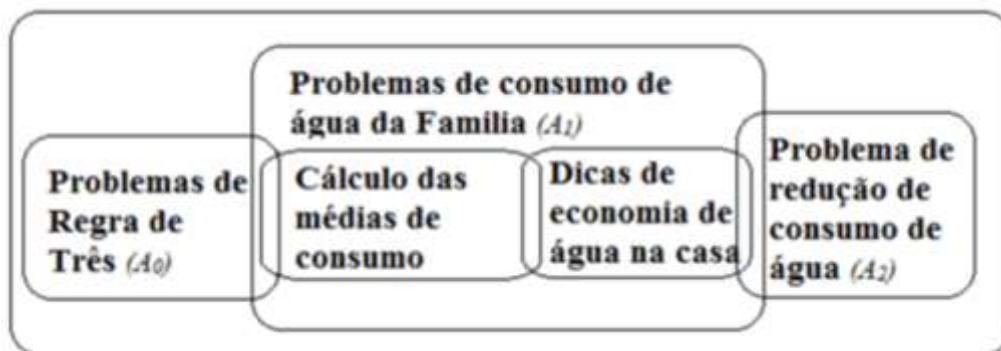 Problemas de consumo de
água da Familia (A1)
Problemas de
Regra de
Três (A0)
Cálculo das
médias de
consumo
Dicas de
economia de
água na casa
Problema de
redução de
consumo de
água (A2)